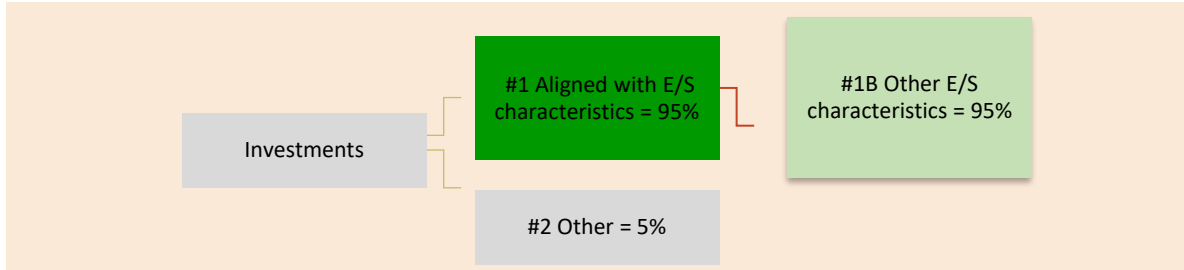 Investments
#1 Aligned with E/S
characteristics = 95%
#2 Other = 5%
#1B Other E/S
characteristics = 95%